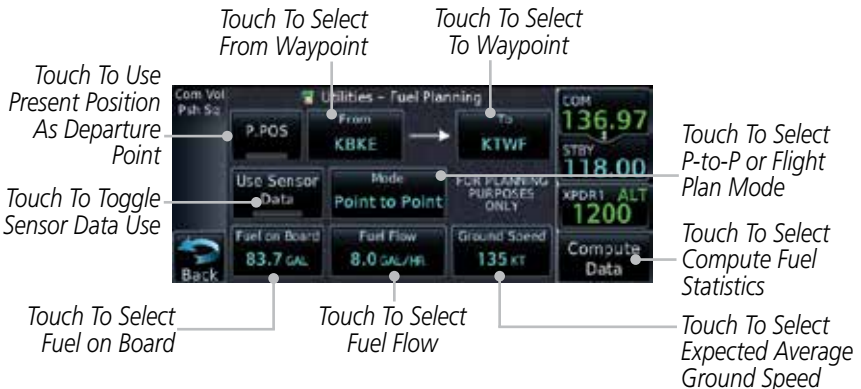 Touch To Select
From Waypoint
Touch To Select
To Waypoint
Touch To Use
Present Position
As Departure
Point
Touch To Toggle
Sensor Data Use
Com Vol
Psh Sq
Utilities – Fuel Planning
P.POS
From
KBKE
To
KTWF
COM
136.97
STBY
118.00
XPDR1 ALT
1200
Use Sensor
Data
Mode
Point to Point
FOR PLANNING
PURPOSES
ONLY
Back
Fuel on Board
83.7 GAL
Fuel Flow
8.0 GAL/HR
Ground Speed
135 KT
Compute
Data
Touch To Select
P-to-P or Flight
Plan Mode
Touch To Select
Compute Fuel
Statistics
Touch To Select
Fuel on Board
Touch To Select
Fuel Flow
Touch To Select
Expected Average
Ground Speed